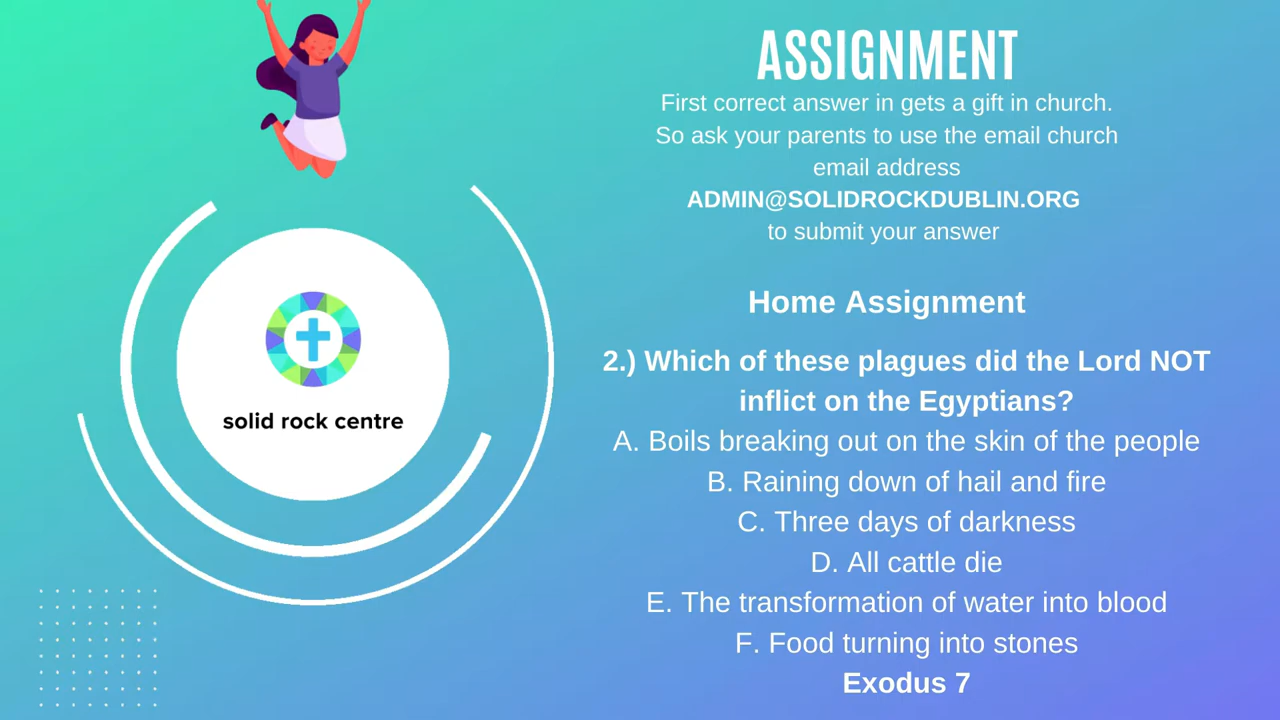 ASSIGNMENT
First correct answer in gets a gift in church.
So ask your parents to use the email church
email address
ADMIN@SOLIDROCKDUBLIN.ORG
to submit your answer
solid rock centre
Home Assignment
2.) Which of these plagues did the Lord NOT
inflict on the Egyptians?
A. Boils breaking out on the skin of the people
B. Raining down of hail and fire
C. Three days of darkness
D. All cattle die
E. The transformation of water into blood
F. Food turning into stones
Exodus 7